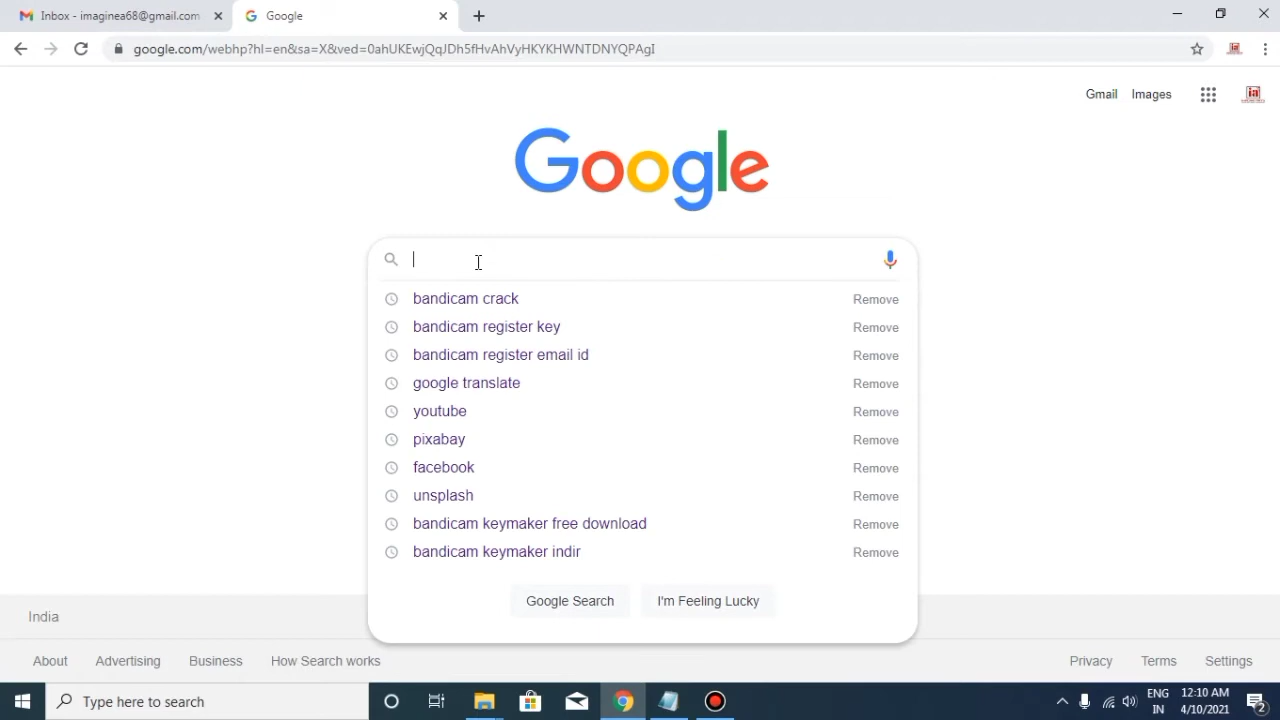 Inbox - imaginea68@gmail.com
Google
google.com/webhp?hl=en&sa=X&ved=0ahUKEwjQqJDh5fHvAhVyHKYKHWNTDNYQPAgI
Gmail Images
Google
bandicam crack Remove
bandicam register key Remove
bandicam register email id Remove
google translate Remove
youtube Remove
pixabay Remove
facebook Remove
unsplash Remove
bandicam keymaker free download Remove
bandicam keymaker indir Remove
Google Search I'm Feeling Lucky
India
About Advertising Business How Search works Privacy Terms Settings
Type here to search
ENG
IN
12:10 AM
4/10/2021
2